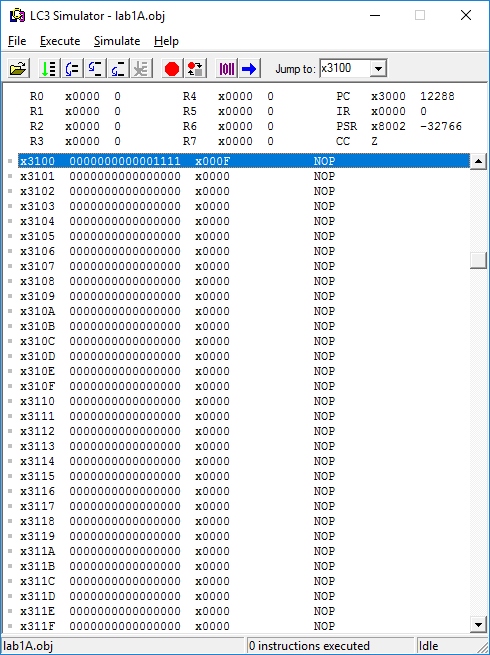 LC3 Simulator - lab1A.obj
File Execute Simulate Help
Jump to: x3100
R0 x0000 0 R4 x0000 0 PC x3000 12288
R1 x0000 0 R5 x0000 0 IR x0000 0
R2 x0000 0 R6 x0000 0 PSR x8002 -32766
R3 x0000 0 R7 x0000 0 CC Z
x3100 0000000000001111 x000F NOP
x3101 0000000000000000 x0000 NOP
x3102 0000000000000000 x0000 NOP
x3103 0000000000000000 x0000 NOP
x3104 0000000000000000 x0000 NOP
x3105 0000000000000000 x0000 NOP
x3106 0000000000000000 x0000 NOP
x3107 0000000000000000 x0000 NOP
x3108 0000000000000000 x0000 NOP
x3109 0000000000000000 x0000 NOP
x310A 0000000000000000 x0000 NOP
x310B 0000000000000000 x0000 NOP
x310C 0000000000000000 x0000 NOP
x310D 0000000000000000 x0000 NOP
x310E 0000000000000000 x0000 NOP
x310F 0000000000000000 x0000 NOP
x3110 0000000000000000 x0000 NOP
x3111 0000000000000000 x0000 NOP
x3112 0000000000000000 x0000 NOP
x3113 0000000000000000 x0000 NOP
x3114 0000000000000000 x0000 NOP
x3115 0000000000000000 x0000 NOP
x3116 0000000000000000 x0000 NOP
x3117 0000000000000000 x0000 NOP
x3118 0000000000000000 x0000 NOP
x3119 0000000000000000 x0000 NOP
x311A 0000000000000000 x0000 NOP
x311B 0000000000000000 x0000 NOP
x311C 0000000000000000 x0000 NOP
x311D 0000000000000000 x0000 NOP
x311E 0000000000000000 x0000 NOP
x311F 0000000000000000 x0000 NOP
lab1A.obj 0 instructions executed Idle